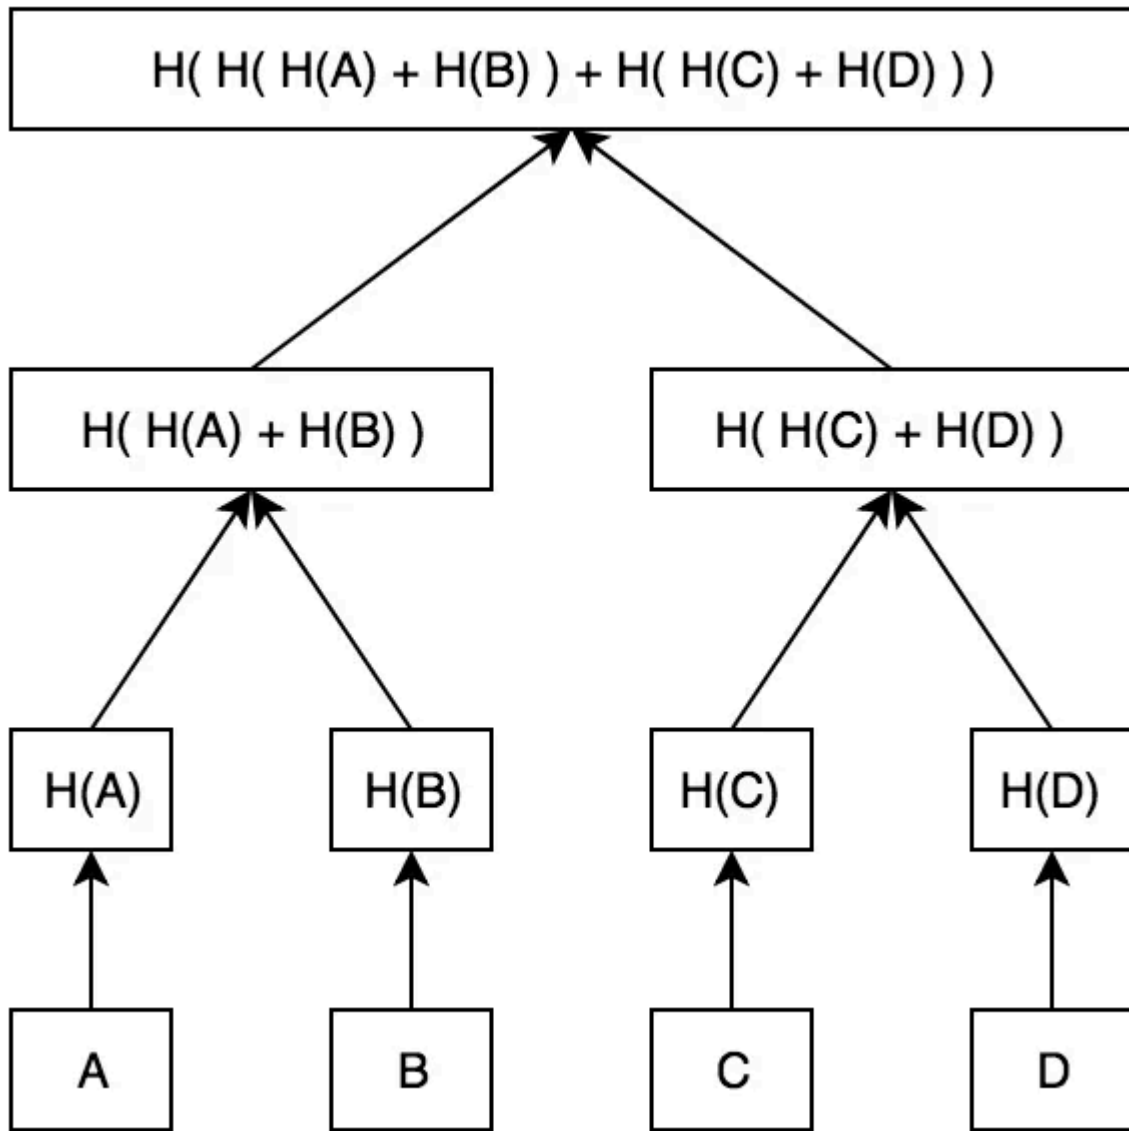 H( H( H(A) + H(B) ) + H( H(C) + H(D) ) )
H( H(A) + H(B) )
H( H(C) + H(D) )
H(A)
H(B)
H(C)
H(D)
A
B
C
D